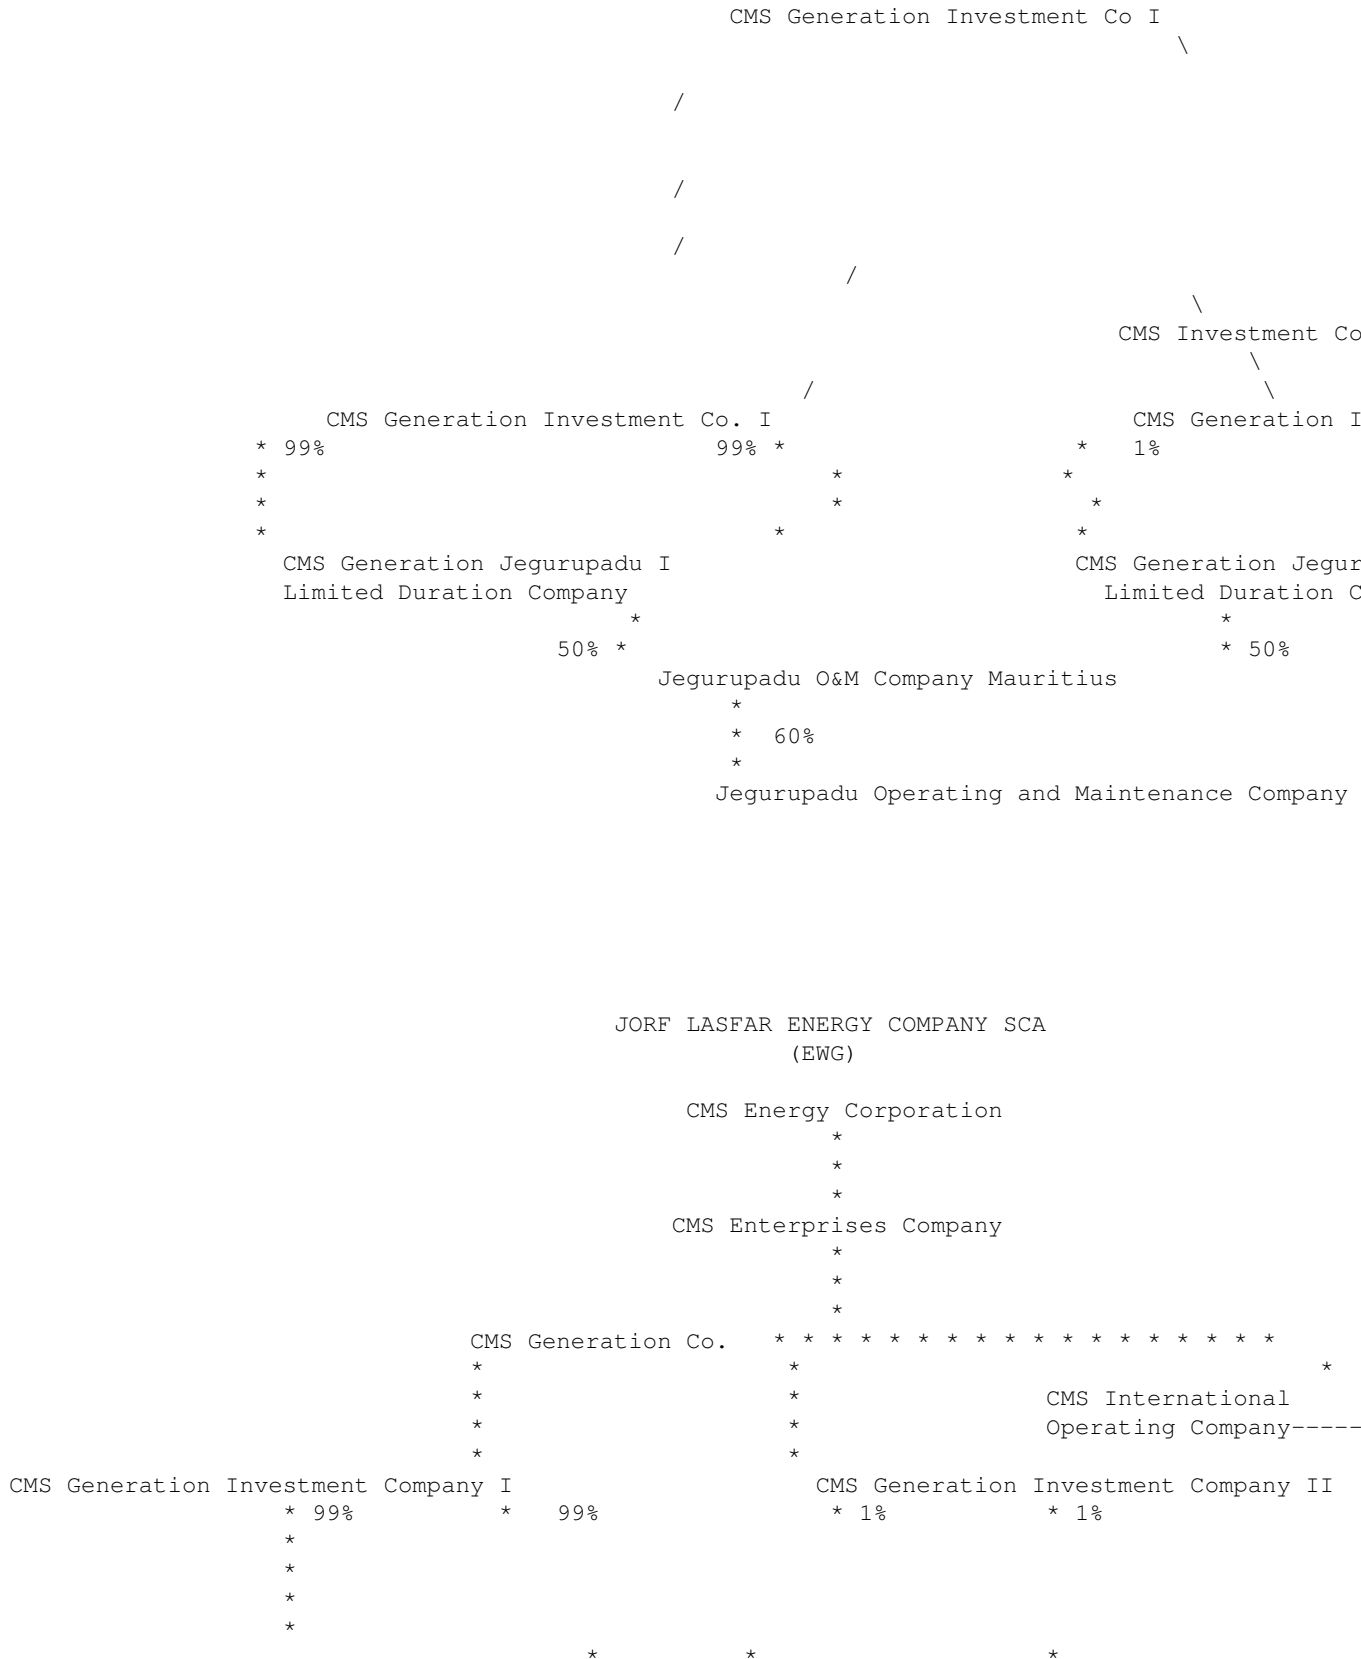 CMS Generation Investment Co I
\
/
/
/
/
\
CMS Investment Co
\
/ \
CMS Generation Investment Co. I CMS Generation I
* 99% 99% * * 1%
* * *
* * *
* * *
CMS Generation Jegurupadu I CMS Generation Jegur
Limited Duration Company Limited Duration C
* *
50% * * 50%
Jegurupadu O&M Company Mauritius
*
* 60%
*
Jegurupadu Operating and Maintenance Company
JORF LASFAR ENERGY COMPANY SCA
(EWG)
CMS Energy Corporation
*
*
*
CMS Enterprises Company
*
*
*
CMS Generation Co. * * * * * * * * * * * * * * * * * *
* * *
* * CMS International
* * Operating Company-----
* *
CMS Generation Investment Company I CMS Generation Investment Company II
* 99% * 99% * 1% * 1%
*
*
*
*
* * *